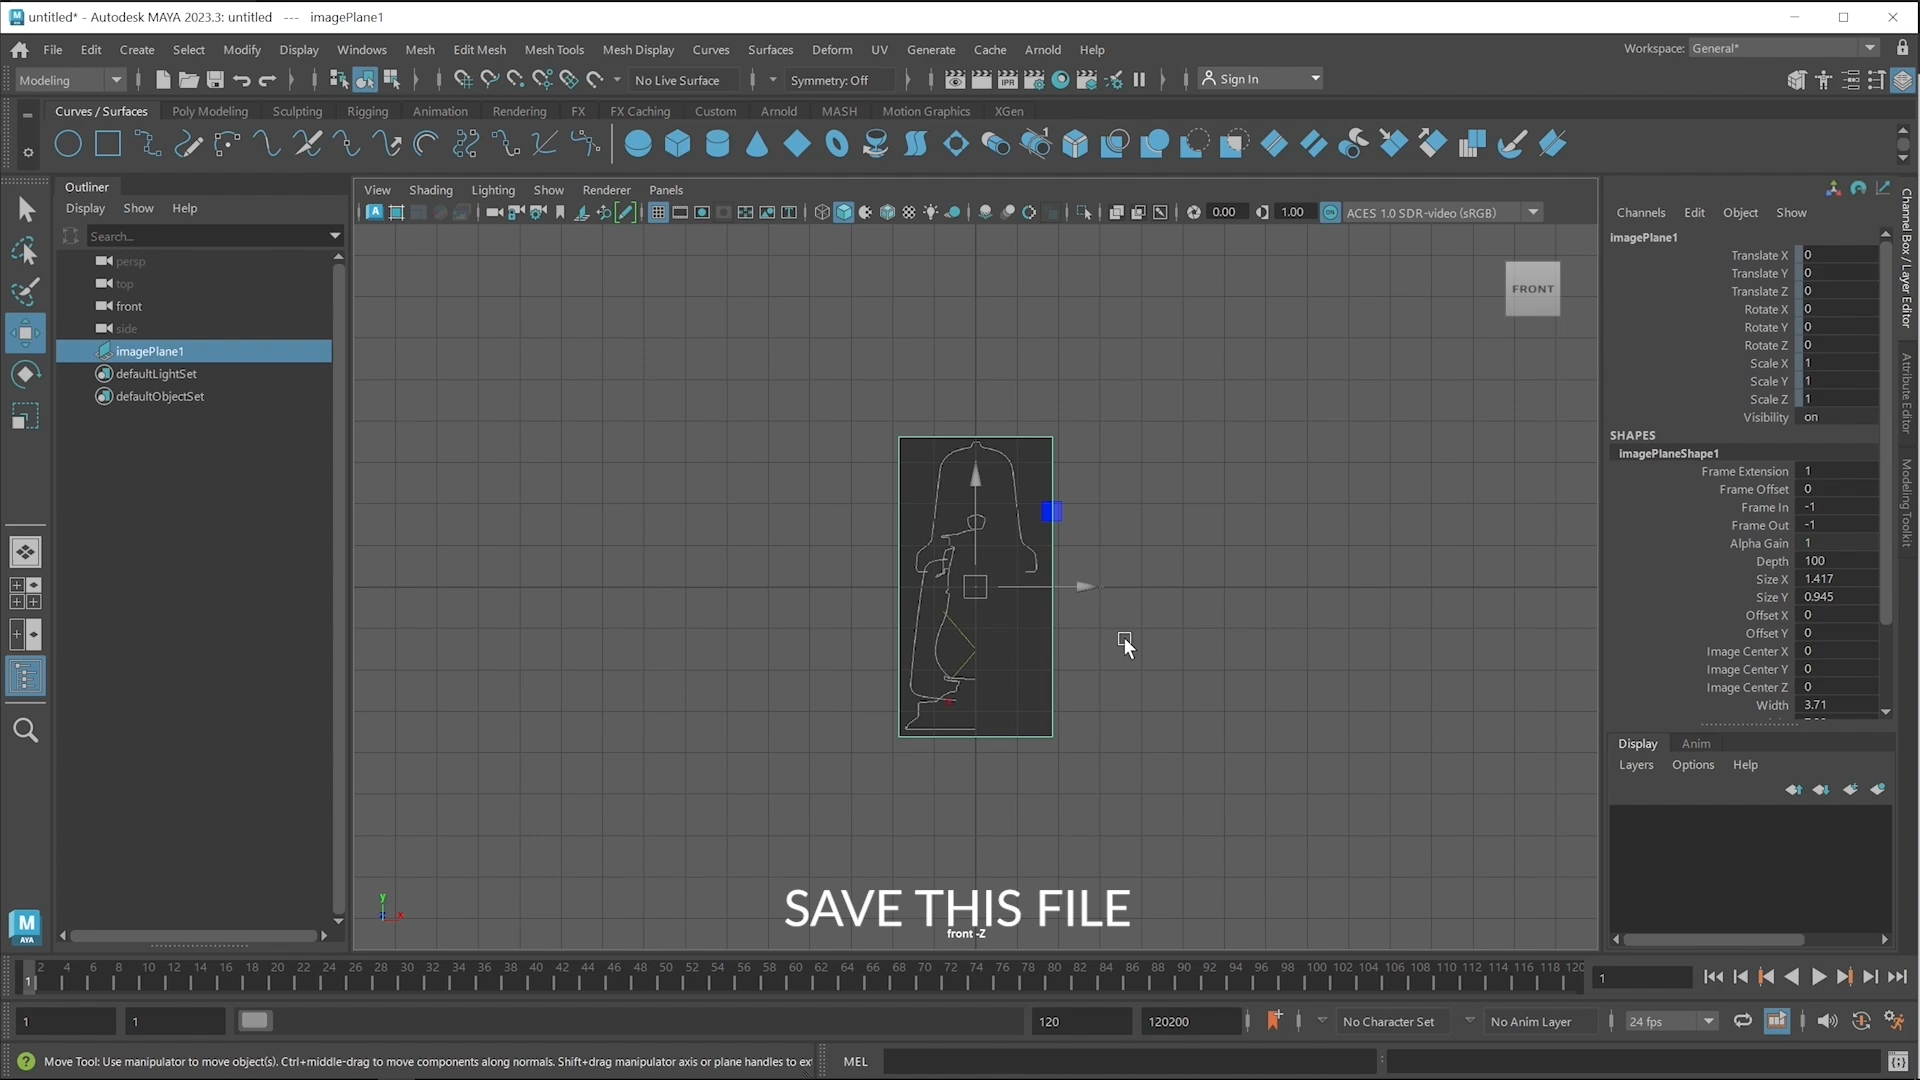 untitled* - Autodesk MAYA 2023.3: untitled --- imagePlane1
File Edit Create Select Modify Display Windows Mesh Edit Mesh Mesh Tools Mesh Display Curves Surfaces Deform UV Generate Cache Arnold Help Workspace: General*
Modeling No Live Surface Symmetry: Off IPR Sign In
Curves / Surfaces Poly Modeling Sculpting Rigging Animation Rendering FX FX Caching Custom Arnold MASH Motion Graphics XGen
Outliner
Display Show Help
Search...
persp
top
front
side
imagePlane1
defaultLightSet
defaultObjectSet
View Shading Lighting Show Renderer Panels
0.00 1.00 ACES 1.0 SDR-video (sRGB)
FRONT
SAVE THIS FILE
front -Z
y
x
Channels Edit Object Show
imagePlane1
Translate X 0
Translate Y 0
Translate Z 0
Rotate X 0
Rotate Y 0
Rotate Z 0
Scale X 1
Scale Y 1
Scale Z 1
Visibility on
SHAPES
imagePlaneShape1
Frame Extension 1
Frame Offset 0
Frame In -1
Frame Out -1
Alpha Gain 1
Depth 100
Size X 1.417
Size Y 0.945
Offset X 0
Offset Y 0
Image Center X 0
Image Center Y 0
Image Center Z 0
Width 3.71
Display Anim
Layers Options Help
Channel Box / Layer Editor
Attribute Editor
Modeling Toolkit
M
AYA
2 4 6 8 10 12 14 16 18 20 22 24 26 28 30 32 34 36 38 40 42 44 46 48 50 52 54 56 58 60 62 64 66 68 70 72 74 76 78 80 82 84 86 88 90 92 94 96 98 100 102 104 106 108 110 112 114 116 118 120
1 1
1 1 120 120200 No Character Set No Anim Layer 24 fps
Move Tool: Use manipulator to move object(s). Ctrl+middle-drag to move components along normals. Shift+drag manipulator axis or plane handles to ex MEL